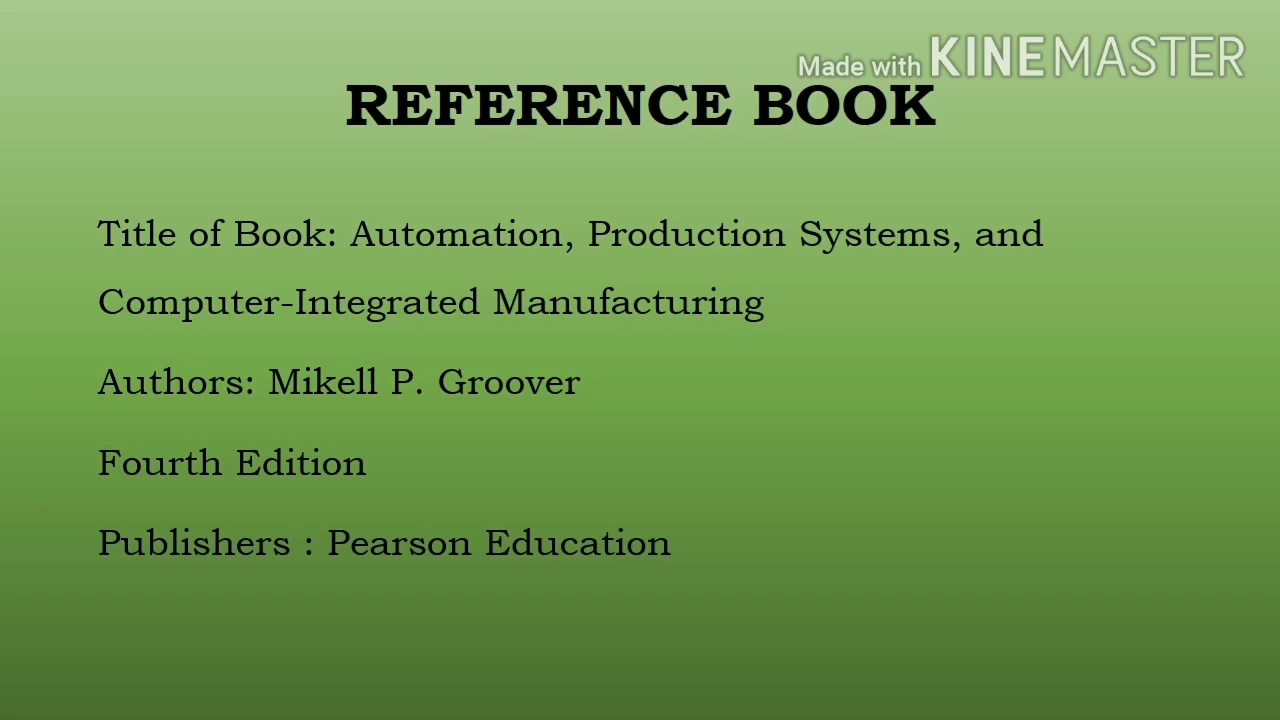 Made with KINEMASTER
REFERENCE BOOK
Title of Book: Automation, Production Systems, and
Computer-Integrated Manufacturing
Authors: Mikell P. Groover
Fourth Edition
Publishers : Pearson Education